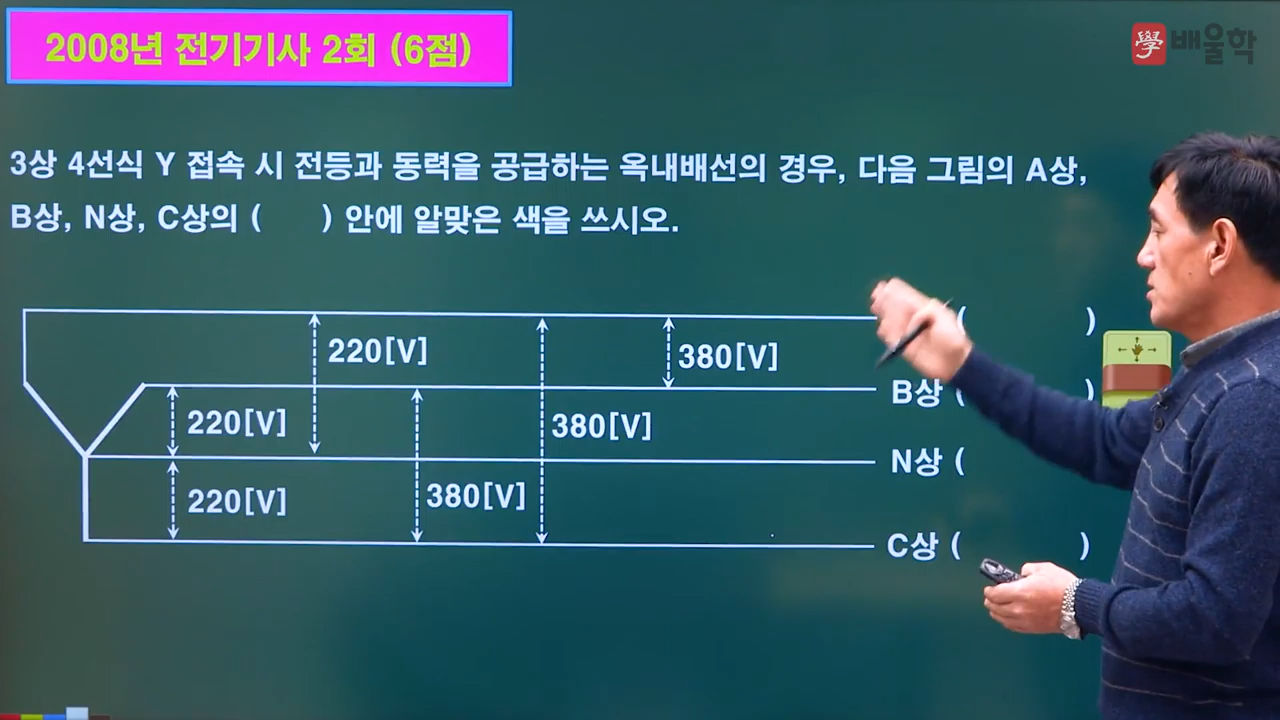 2008년 전기기사 2회 (6점)
學 배울학
3상 4선식 Y 접속 시 전등과 동력을 공급하는 옥내배선의 경우, 다음 그림의 A상,
B상, N상, C상의 (      ) 안에 알맞은 색을 쓰시오.
220[V]
380[V]
( )
220[V]
380[V]
B상 ( )
N상 (
220[V]
380[V]
C상 ( )